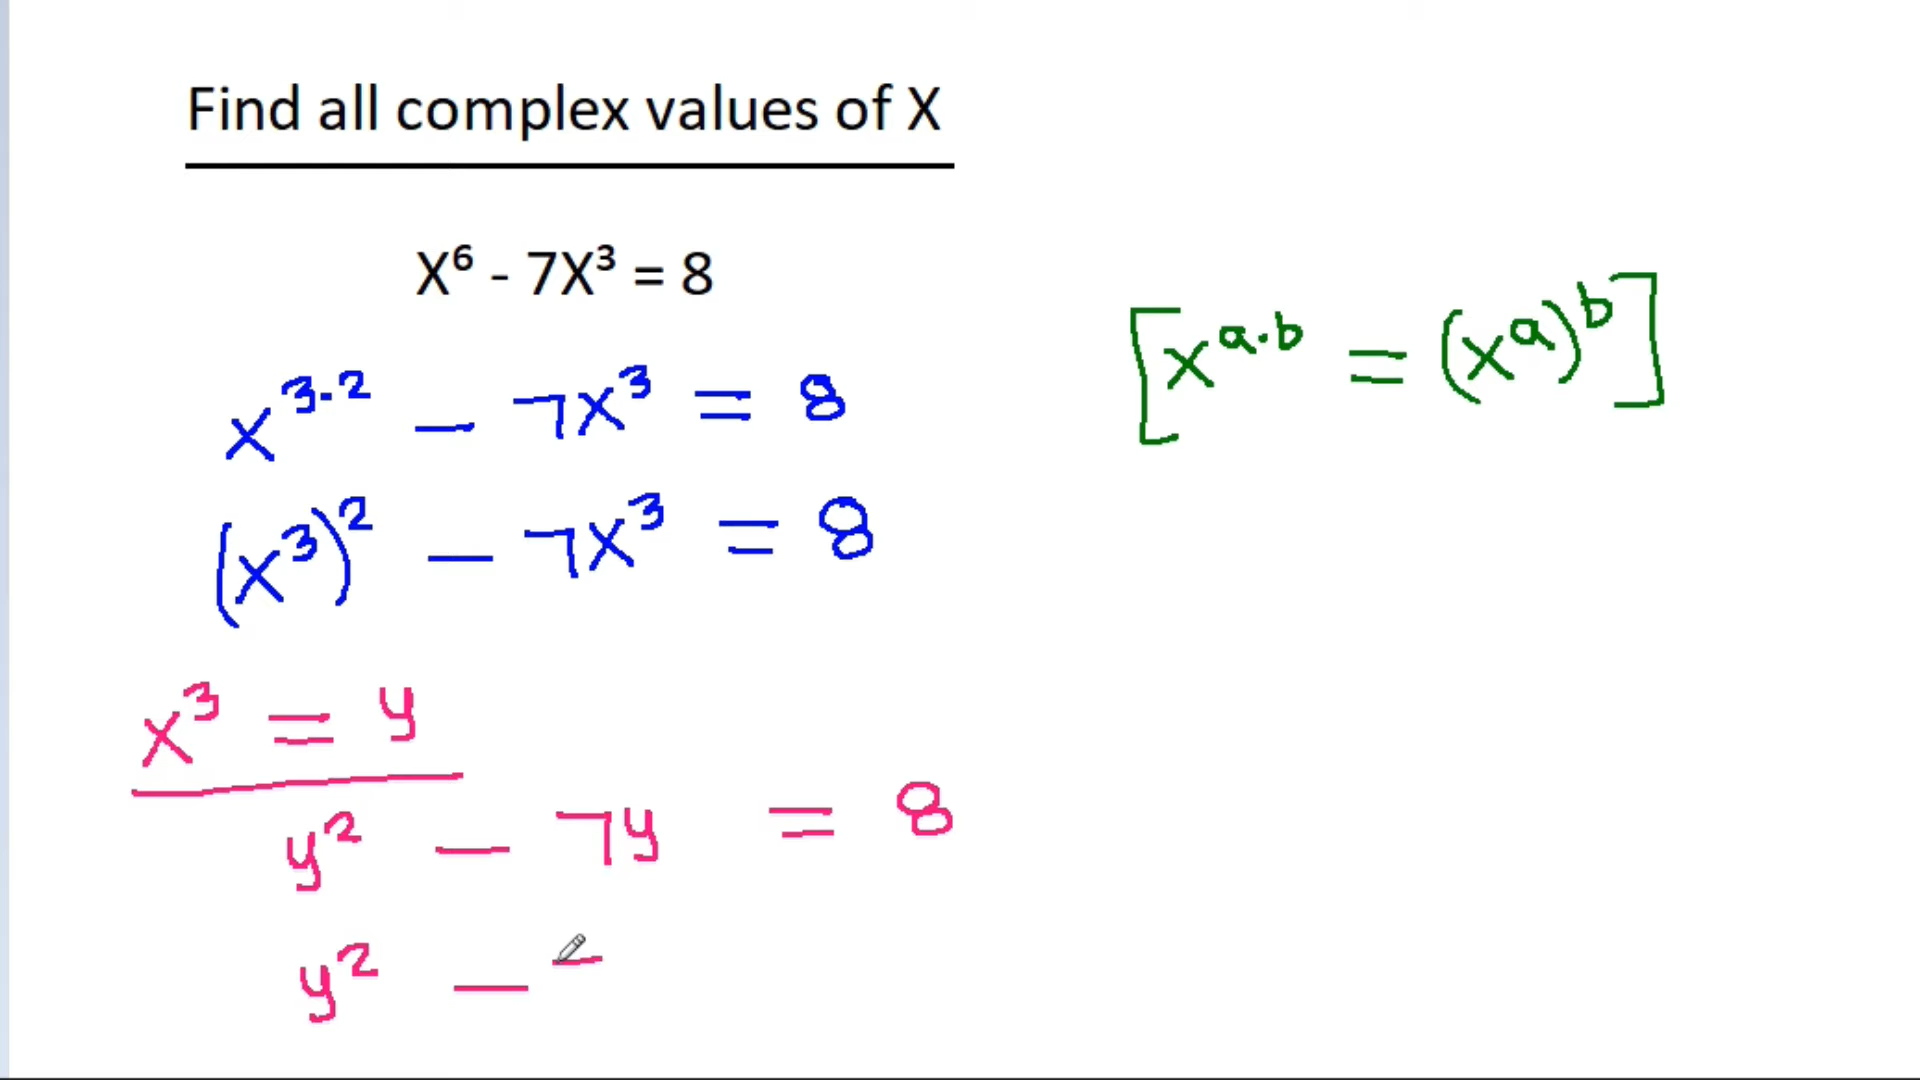 Find all complex values of X
X⁶ - 7X³ = 8
[x^{a·b} = (x^a)^b]
x^{3·2} – 7x³ = 8
(x³)² – 7x³ = 8
x³ = y
y² – 7y = 8
y² –